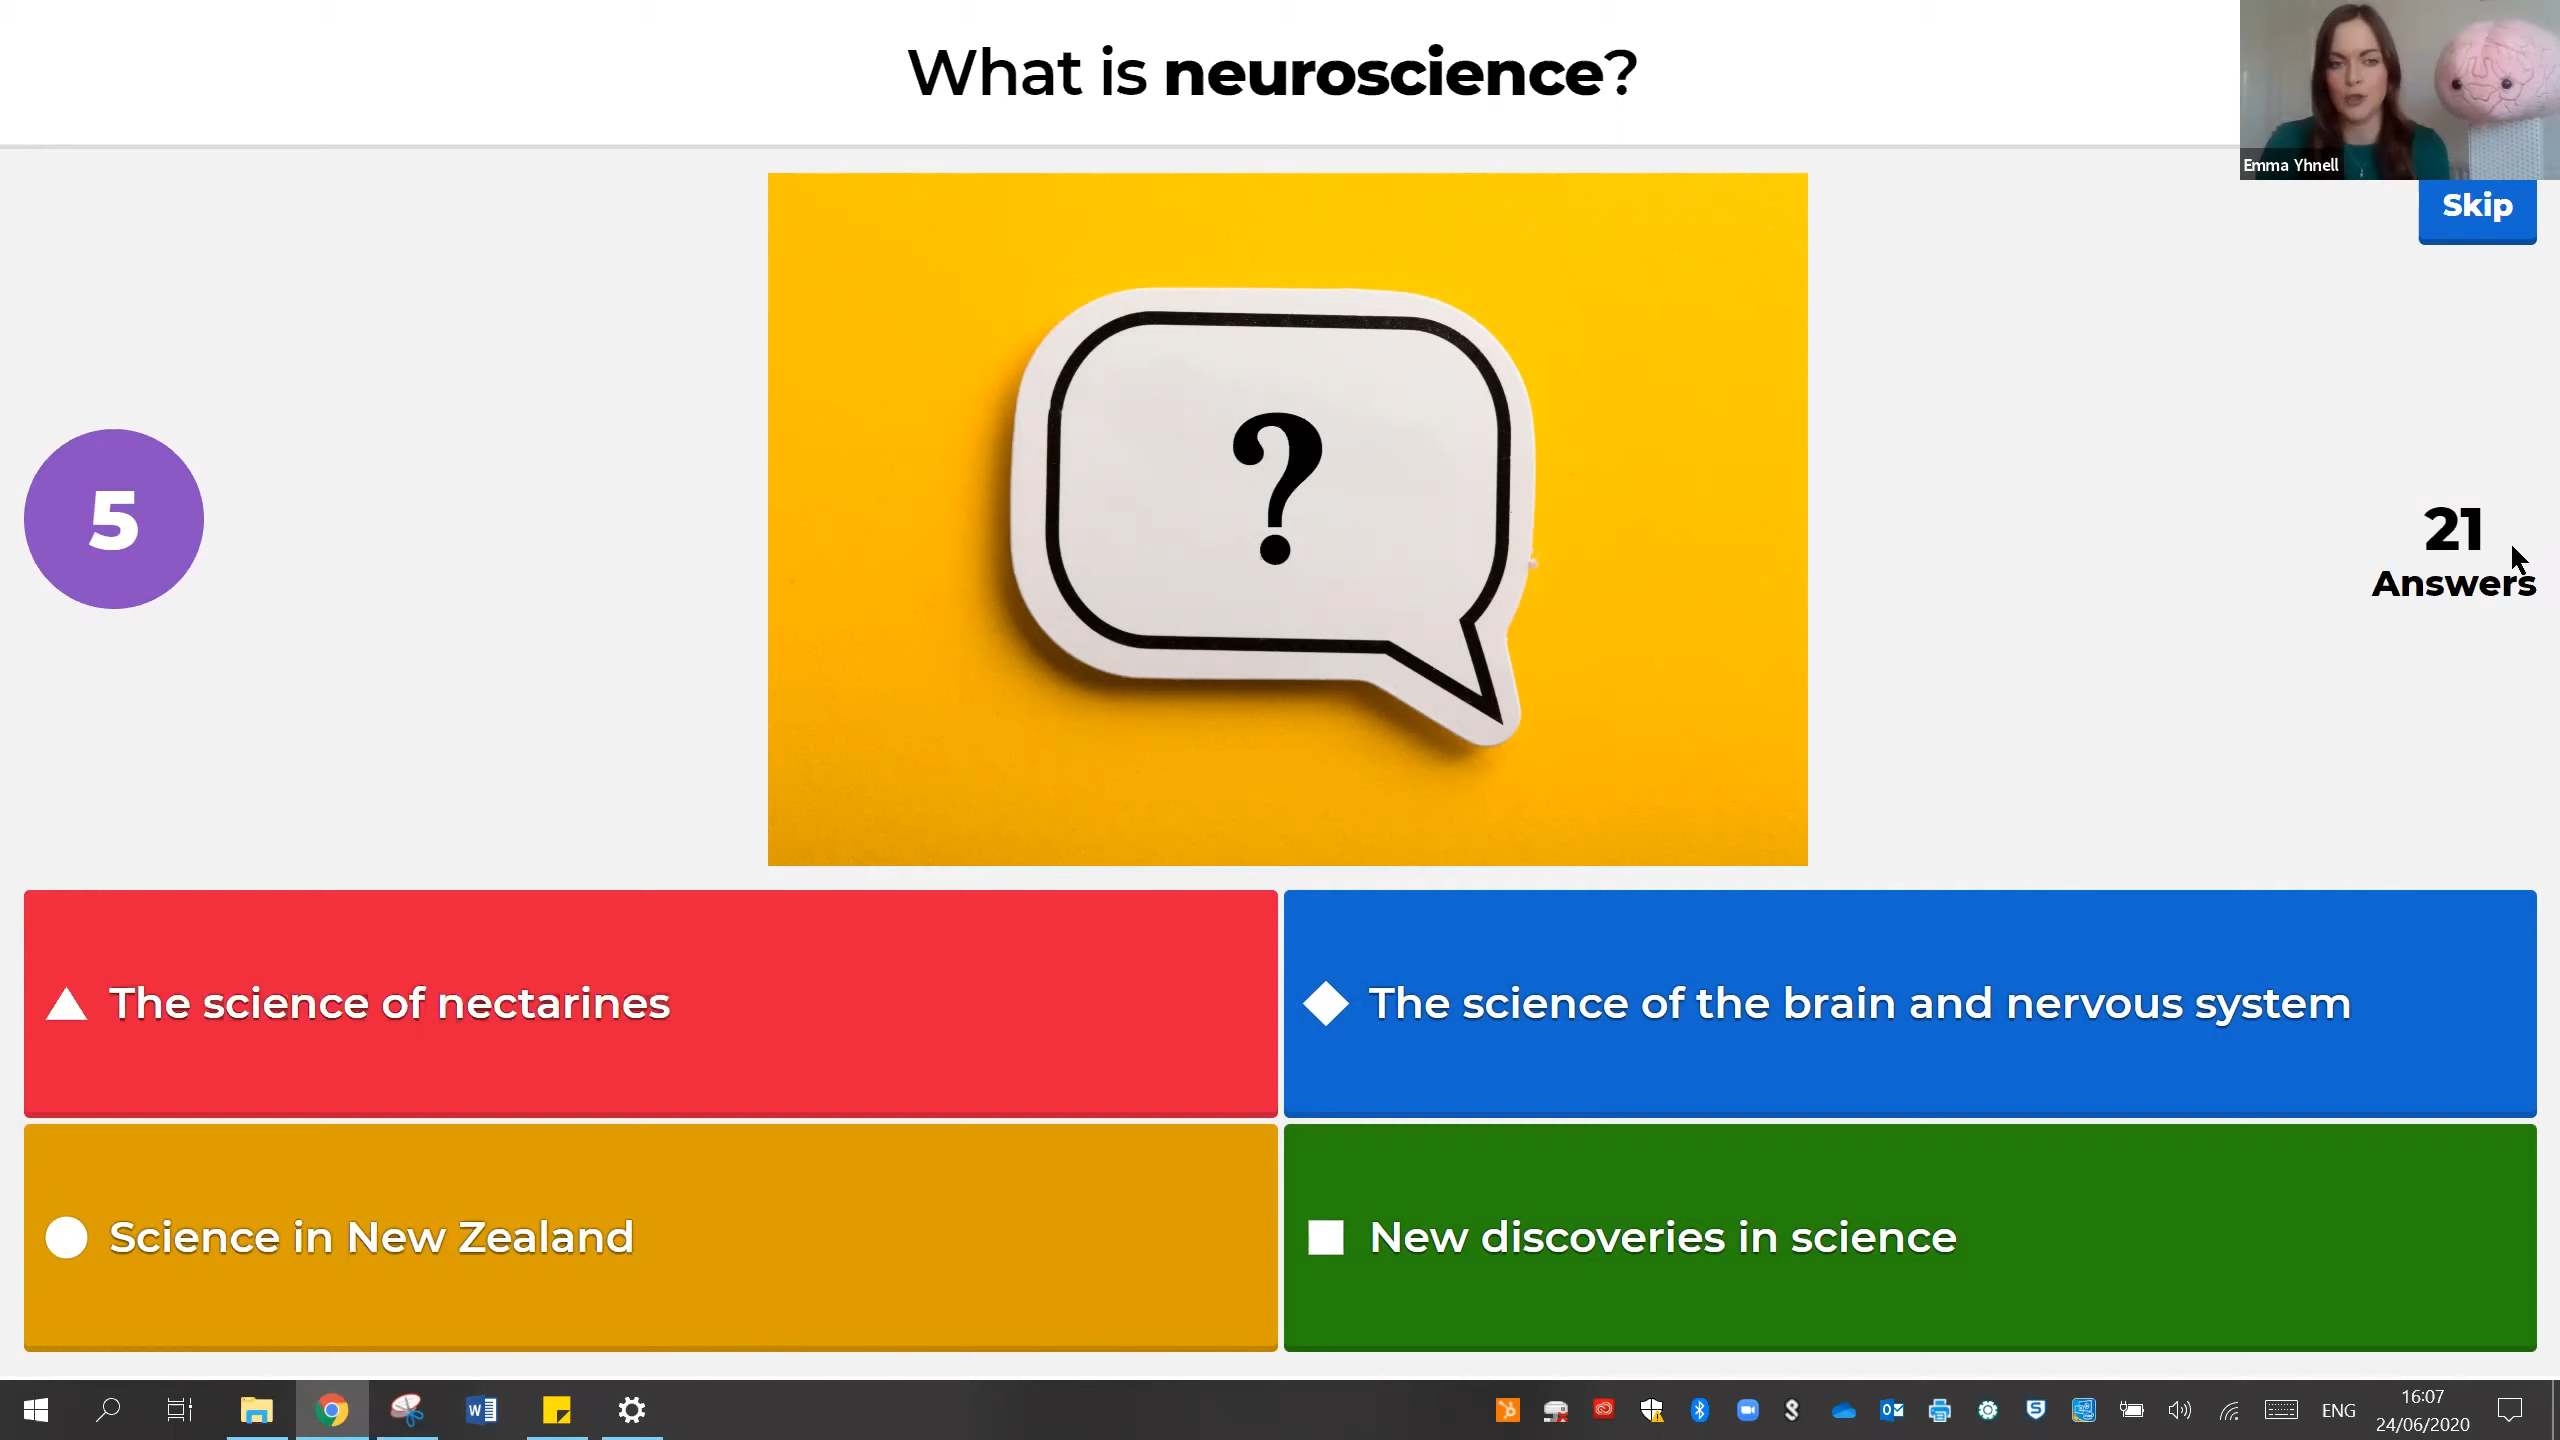 What is neuroscience?
Emma Yhnell
Skip
?
5
21
Answers
The science of nectarines
The science of the brain and nervous system
Science in New Zealand
New discoveries in science
16:07
ENG
24/06/2020